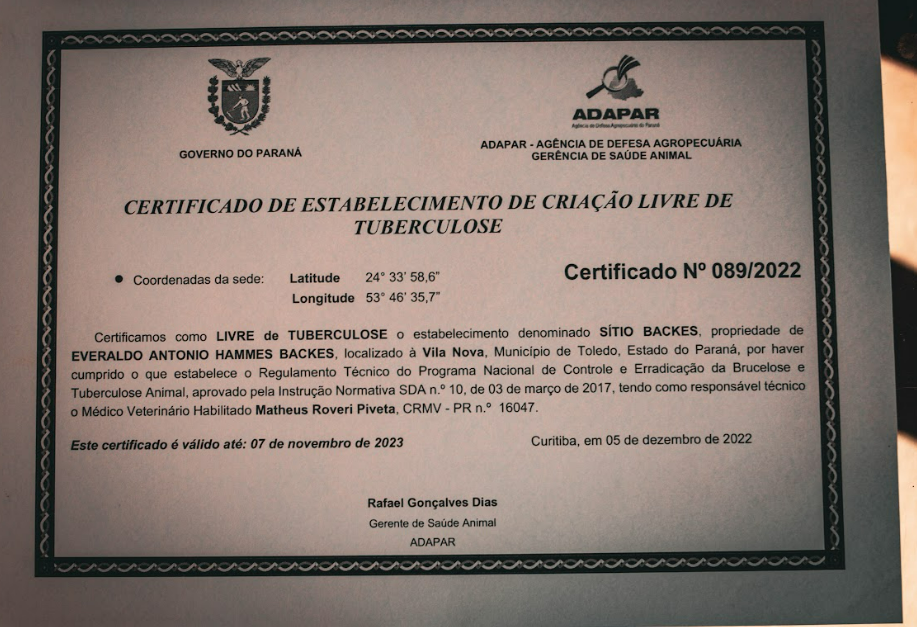 GOVERNO DO PARANÁ
ADAPAR
Agência de Defesa Agropecuária do Paraná
ADAPAR - AGÊNCIA DE DEFESA AGROPECUÁRIA
GERÊNCIA DE SAÚDE ANIMAL
CERTIFICADO DE ESTABELECIMENTO DE CRIAÇÃO LIVRE DE
TUBERCULOSE
• Coordenadas da sede: Latitude 24° 33' 58,6"
Longitude 53° 46' 35,7"
Certificado Nº 089/2022
Certificamos como LIVRE de TUBERCULOSE o estabelecimento denominado SÍTIO BACKES, propriedade de
EVERALDO ANTONIO HAMMES BACKES, localizado à Vila Nova, Município de Toledo, Estado do Paraná, por haver
cumprido o que estabelece o Regulamento Técnico do Programa Nacional de Controle e Erradicação da Brucelose e
Tuberculose Animal, aprovado pela Instrução Normativa SDA n.º 10, de 03 de março de 2017, tendo como responsável técnico
o Médico Veterinário Habilitado Matheus Roveri Piveta, CRMV - PR n.º 16047.
Este certificado é válido até: 07 de novembro de 2023
Curitiba, em 05 de dezembro de 2022
Rafael Gonçalves Dias
Gerente de Saúde Animal
ADAPAR